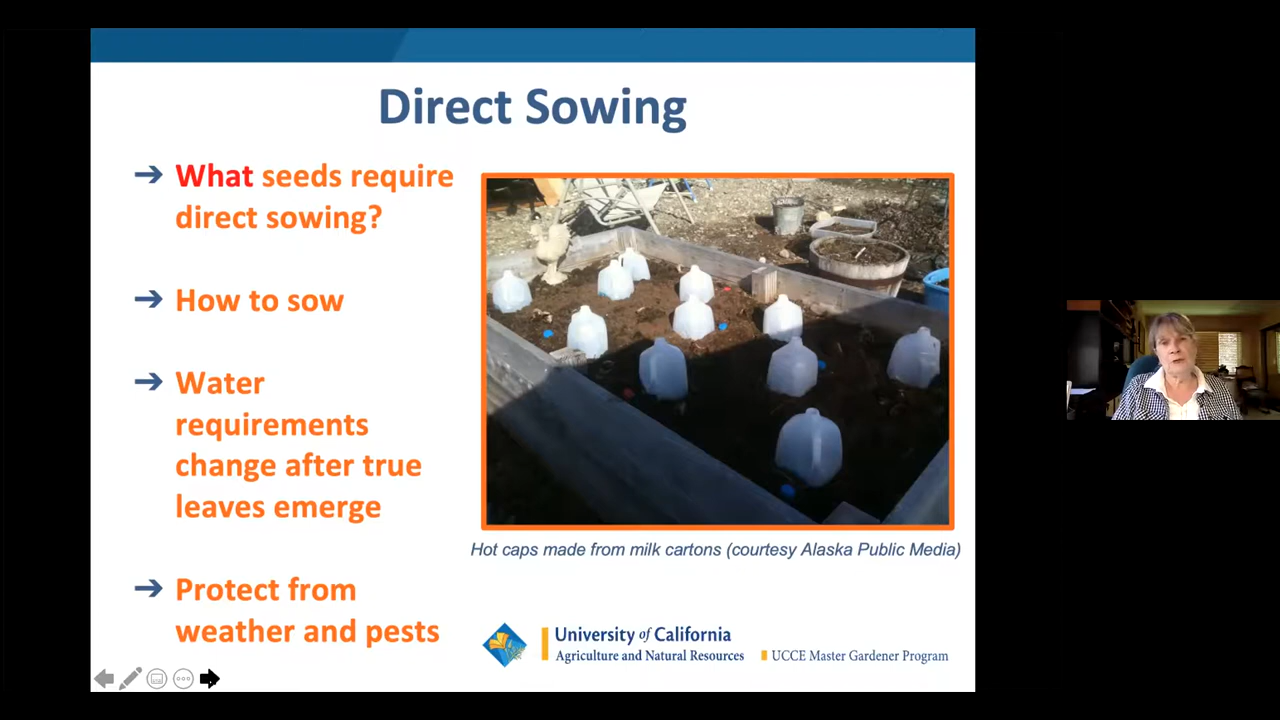 Direct Sowing
➔ What seeds require
direct sowing?
➔ How to sow
➔ Water
requirements
change after true
leaves emerge
➔ Protect from
weather and pests
Hot caps made from milk cartons (courtesy Alaska Public Media)
University of California
Agriculture and Natural Resources
UCCE Master Gardener Program